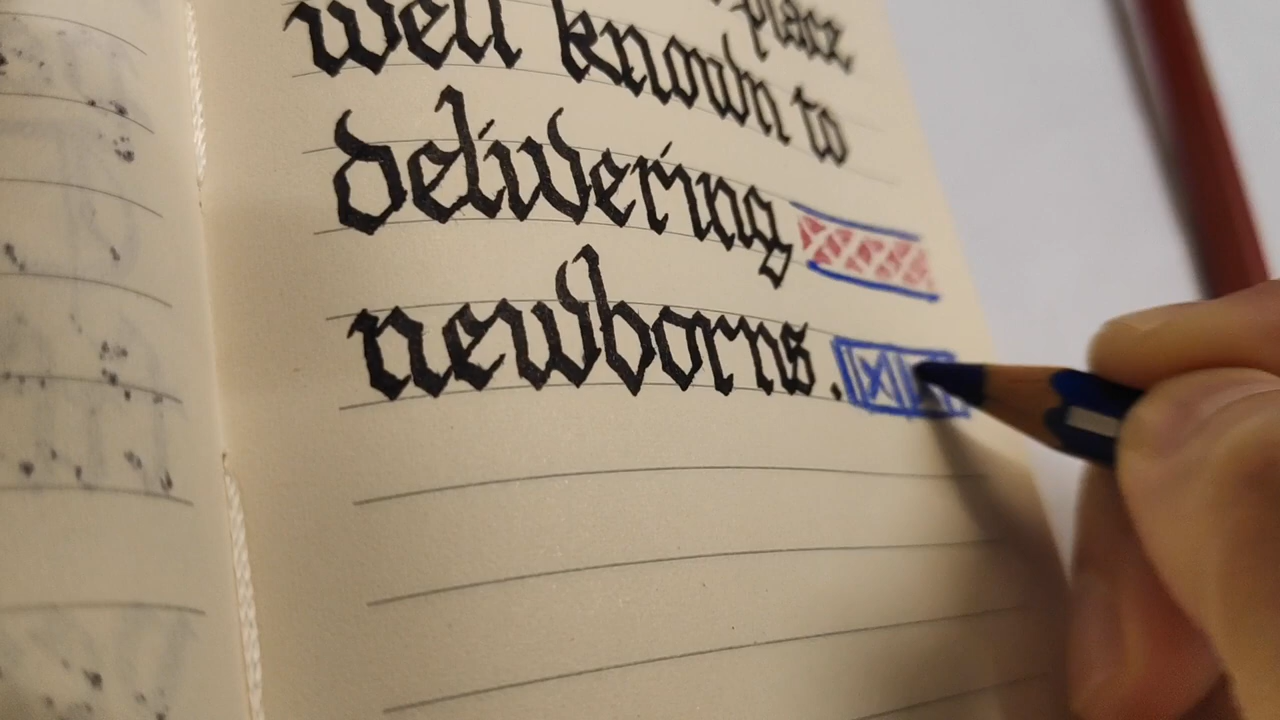 place
well known to
delivering
newborns.